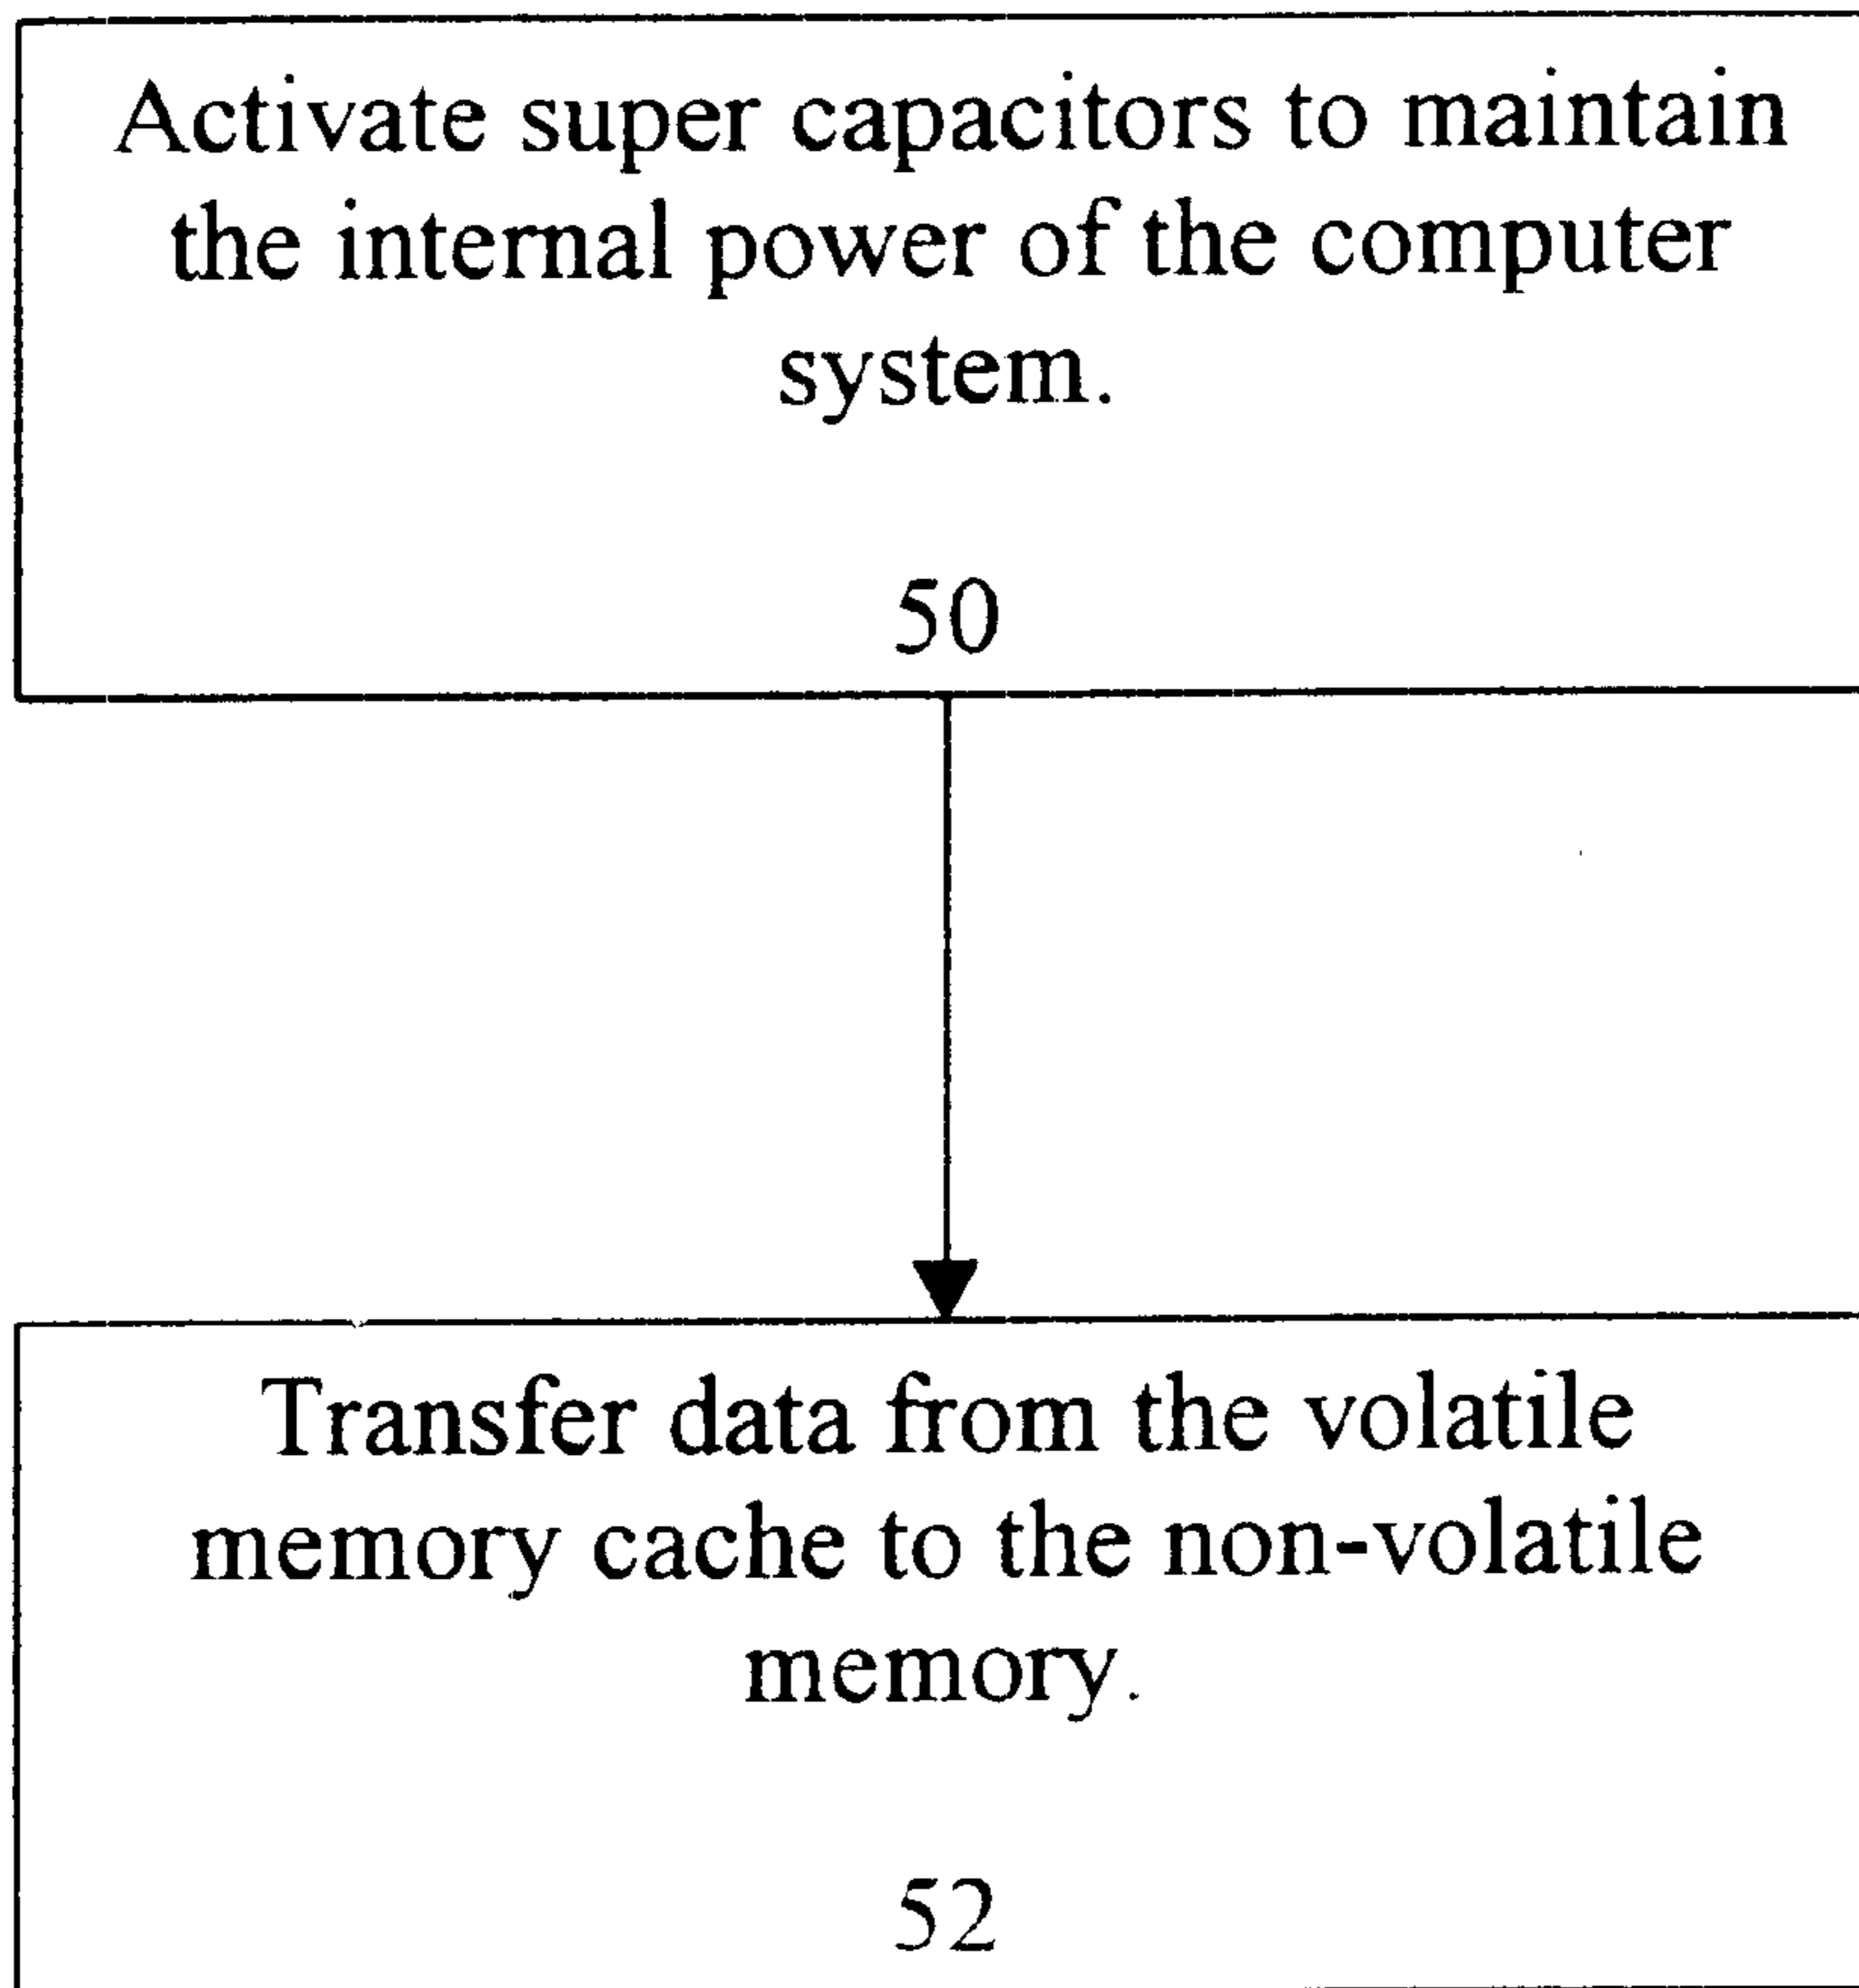 Activate super capacitors to maintain
the internal power of the computer
system.
50
Transfer data from the volatile
memory cache to the non-volatile
memory.
52